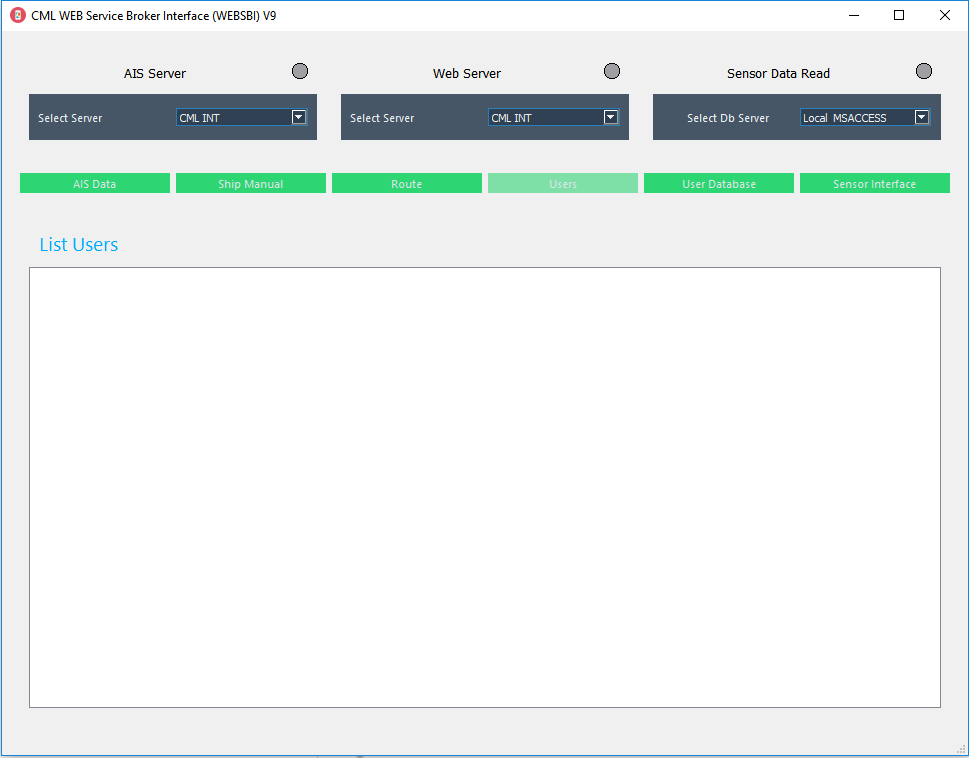 CML WEB Service Broker Interface (WEBSBI) V9
AIS Server
Web Server
Sensor Data Read
Select Server
CML INT
Select Server
CML INT
Select Db Server
Local MSACCESS
AIS Data
Ship Manual
Route
Users
User Database
Sensor Interface
List Users